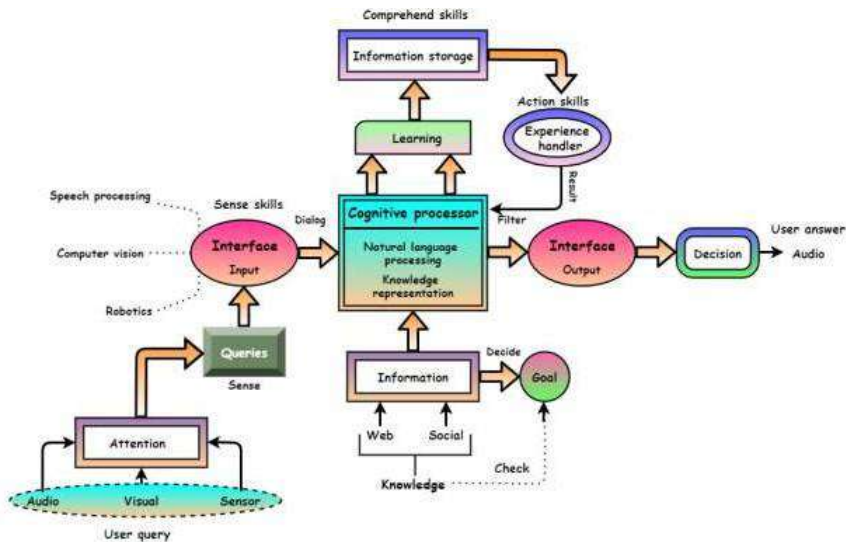 Comprehend skills
Information storage
Action skills
Experience
handler
Learning
Result
Speech processing
Sense skills
Dialog
Cognitive processor
Filter
Natural language
processing
Knowledge
representation
Interface
Input
Interface
Output
Decision
User answer
Audio
Computer vision
Robotics
Queries
Sense
Information
Decide
Goal
Web
Social
Knowledge
Check
Attention
Audio
Visual
Sensor
User query